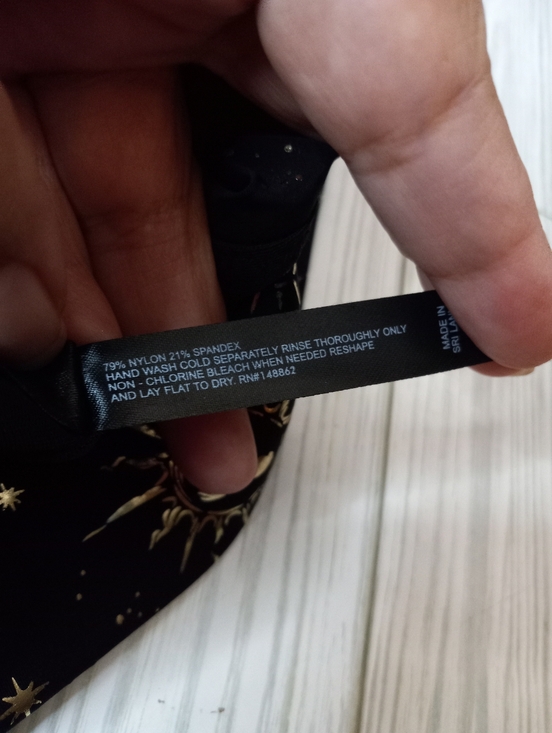 79% NYLON 21% SPANDEX
HAND WASH COLD SEPARATELY RINSE THOROUGHLY ONLY
NON - CHLORINE BLEACH WHEN NEEDED RESHAPE
AND LAY FLAT TO DRY. RN#148862
MADE IN
SRI